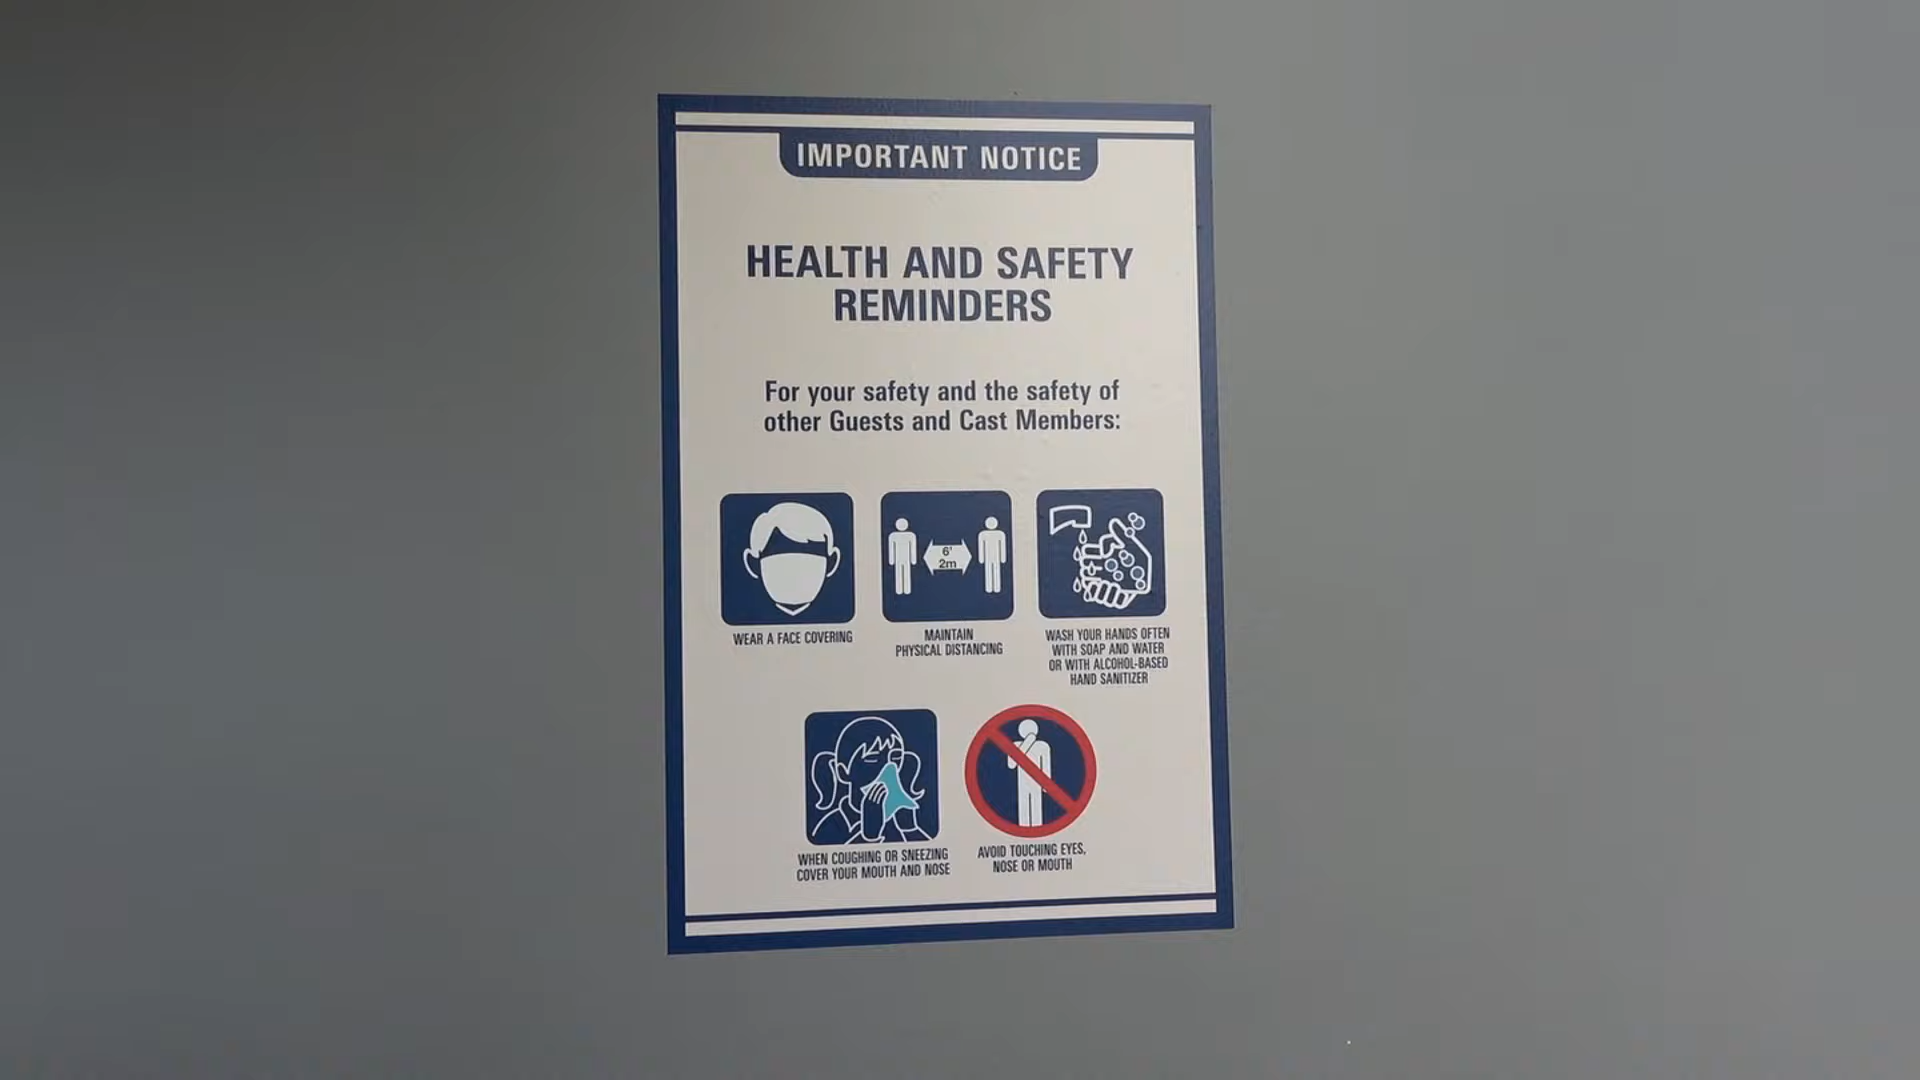 IMPORTANT NOTICE
HEALTH AND SAFETY
REMINDERS
For your safety and the safety of
other Guests and Cast Members:
6'
2m
WEAR A FACE COVERING
MAINTAIN
PHYSICAL DISTANCING
WASH YOUR HANDS OFTEN
WITH SOAP AND WATER
OR WITH ALCOHOL-BASED
HAND SANITIZER
WHEN COUGHING OR SNEEZING
COVER YOUR MOUTH AND NOSE
AVOID TOUCHING EYES,
NOSE OR MOUTH